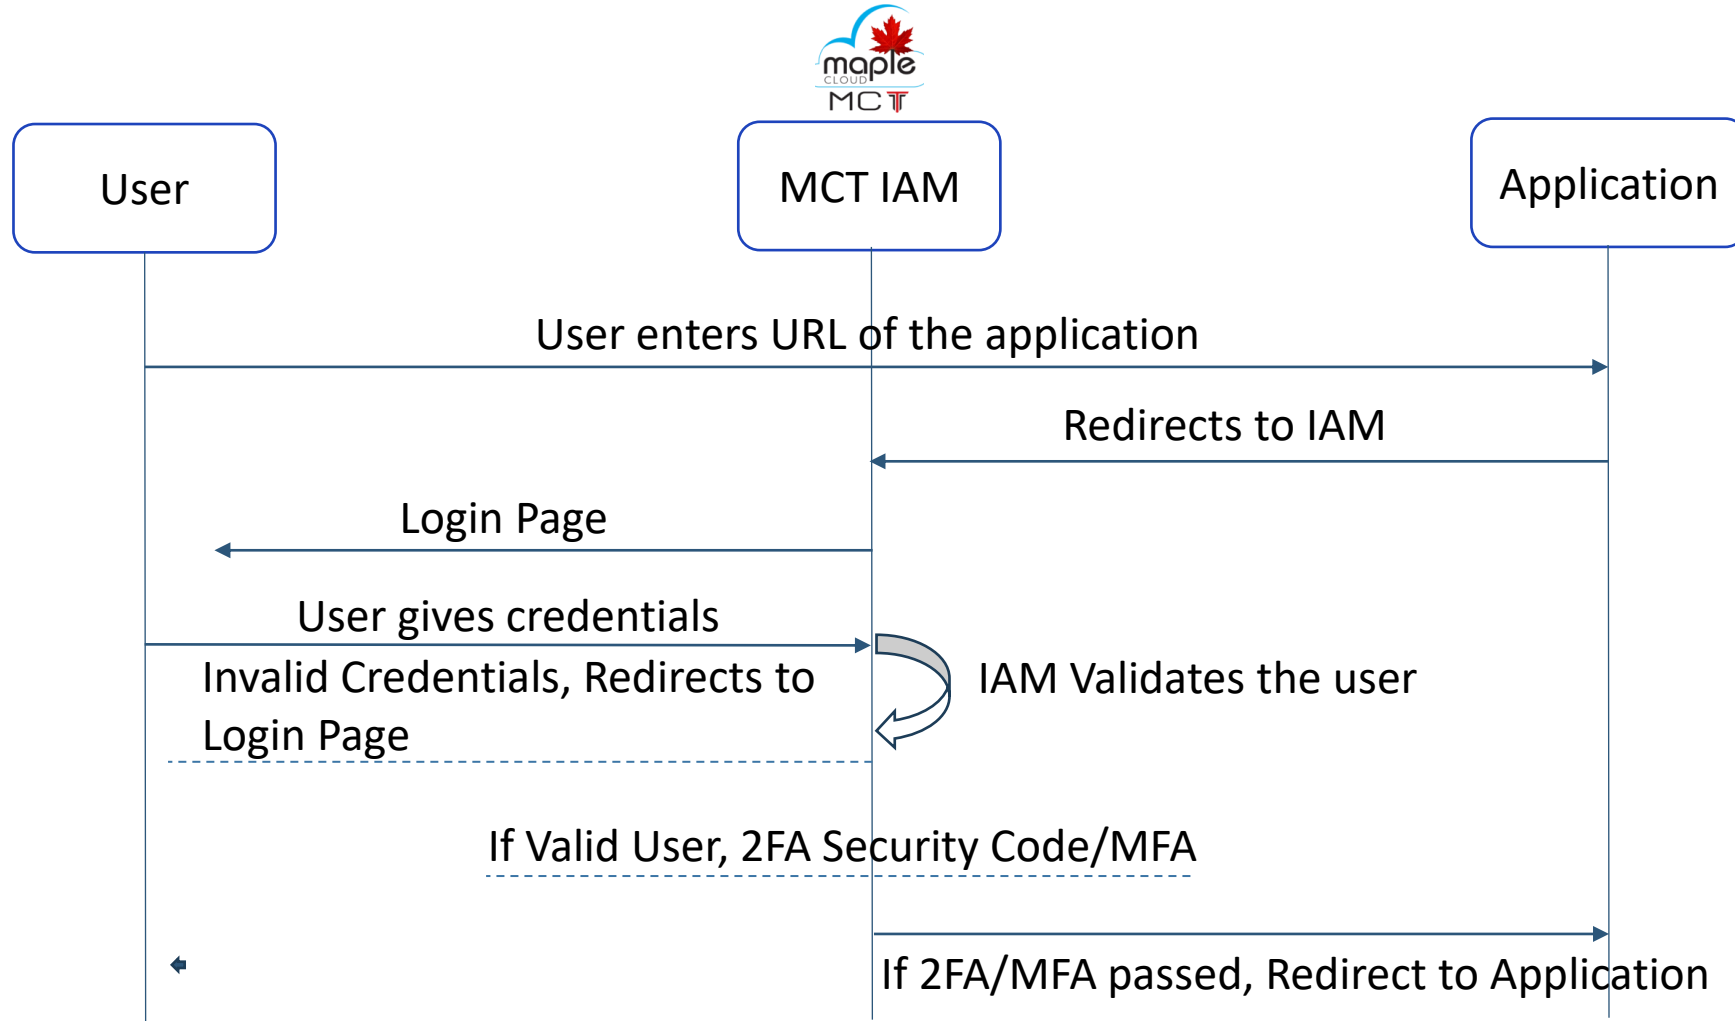 maple
CLOUD
MCT
User
MCT IAM
Application
User enters URL of the application
Redirects to IAM
Login Page
User gives credentials
Invalid Credentials, Redirects to
Login Page
IAM Validates the user
If Valid User, 2FA Security Code/MFA
If 2FA/MFA passed, Redirect to Application